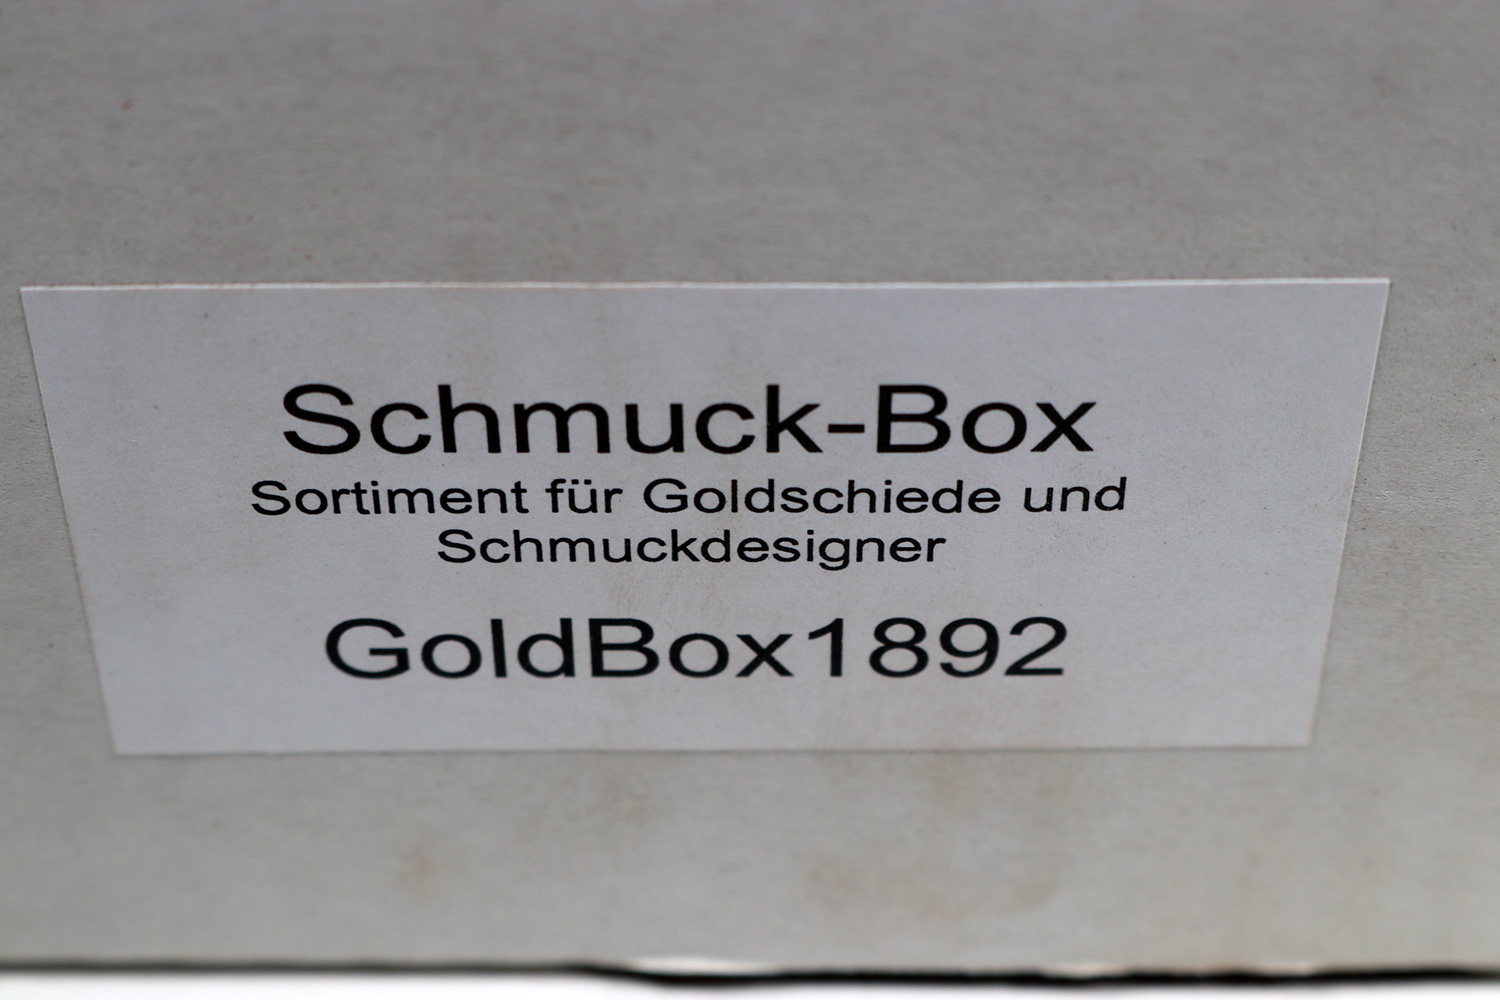 Schmuck-Box
Sortiment für Goldschiede und
Schmuckdesigner
GoldBox1892